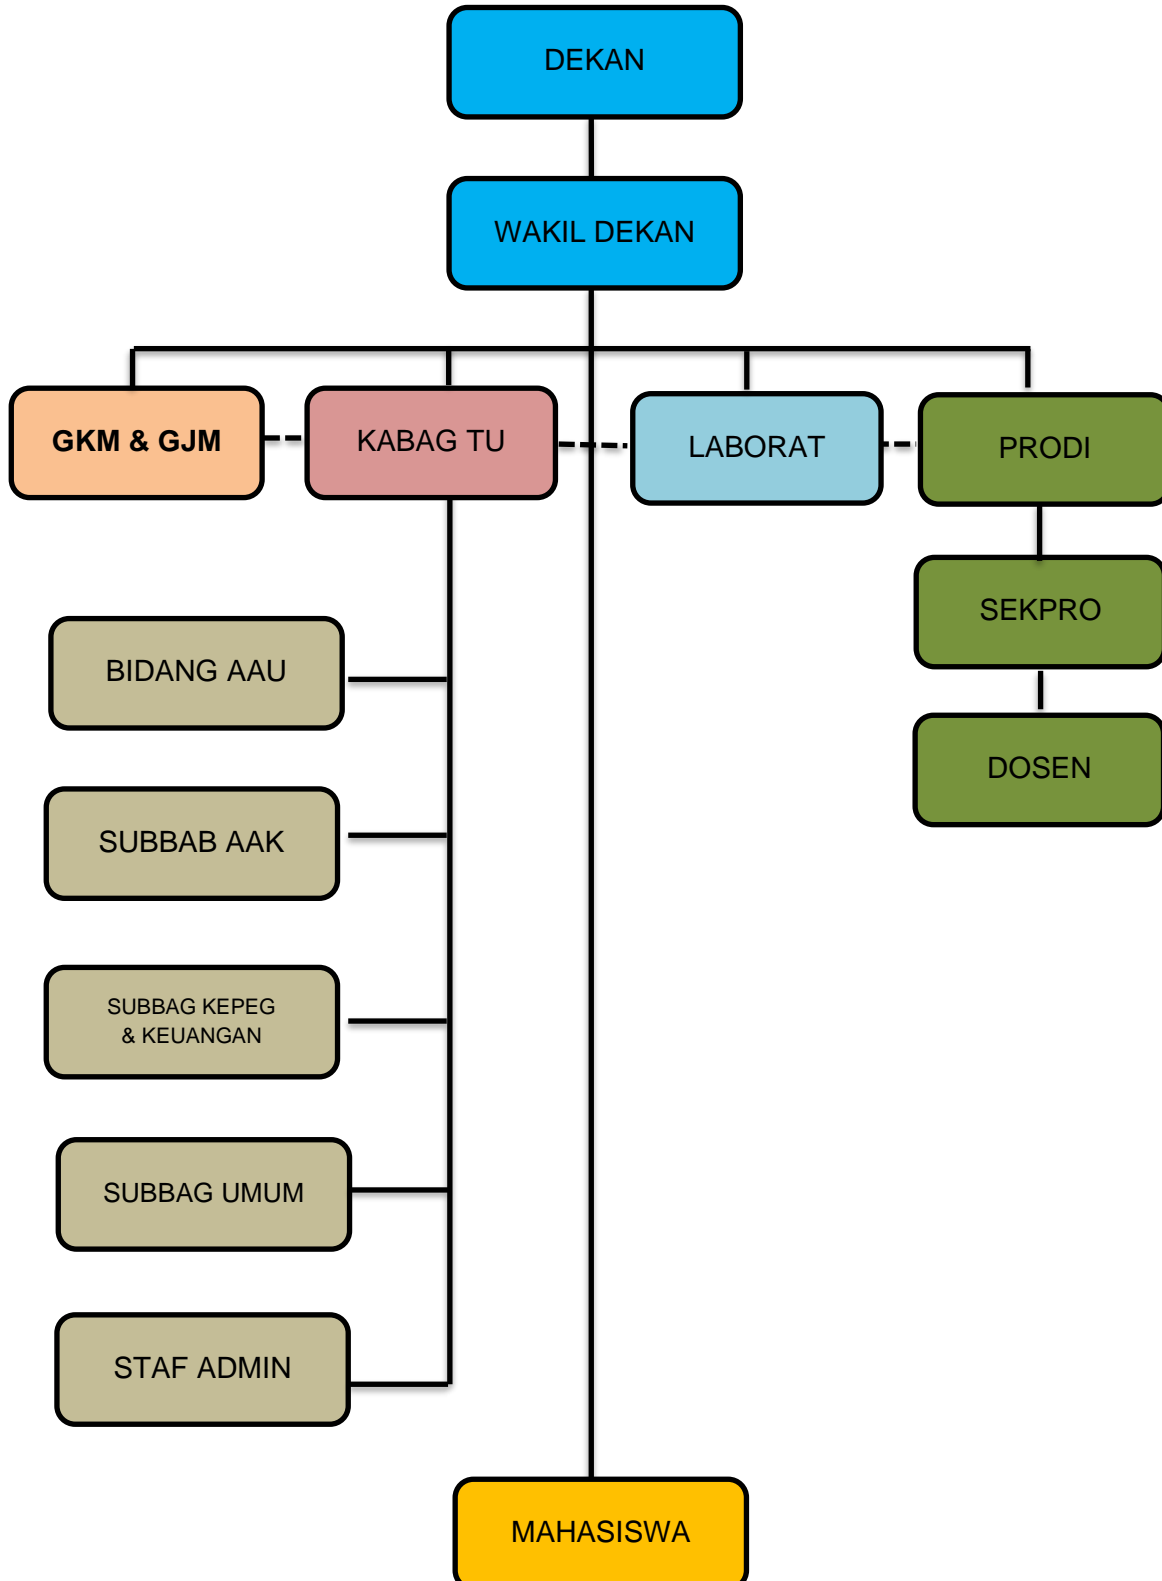 DEKAN
WAKIL DEKAN
GKM & GJM
KABAG TU
LABORAT
PRODI
SEKPRO
DOSEN
BIDANG AAU
SUBBAB AAK
SUBBAG KEPEG
& KEUANGAN
SUBBAG UMUM
STAF ADMIN
MAHASISWA